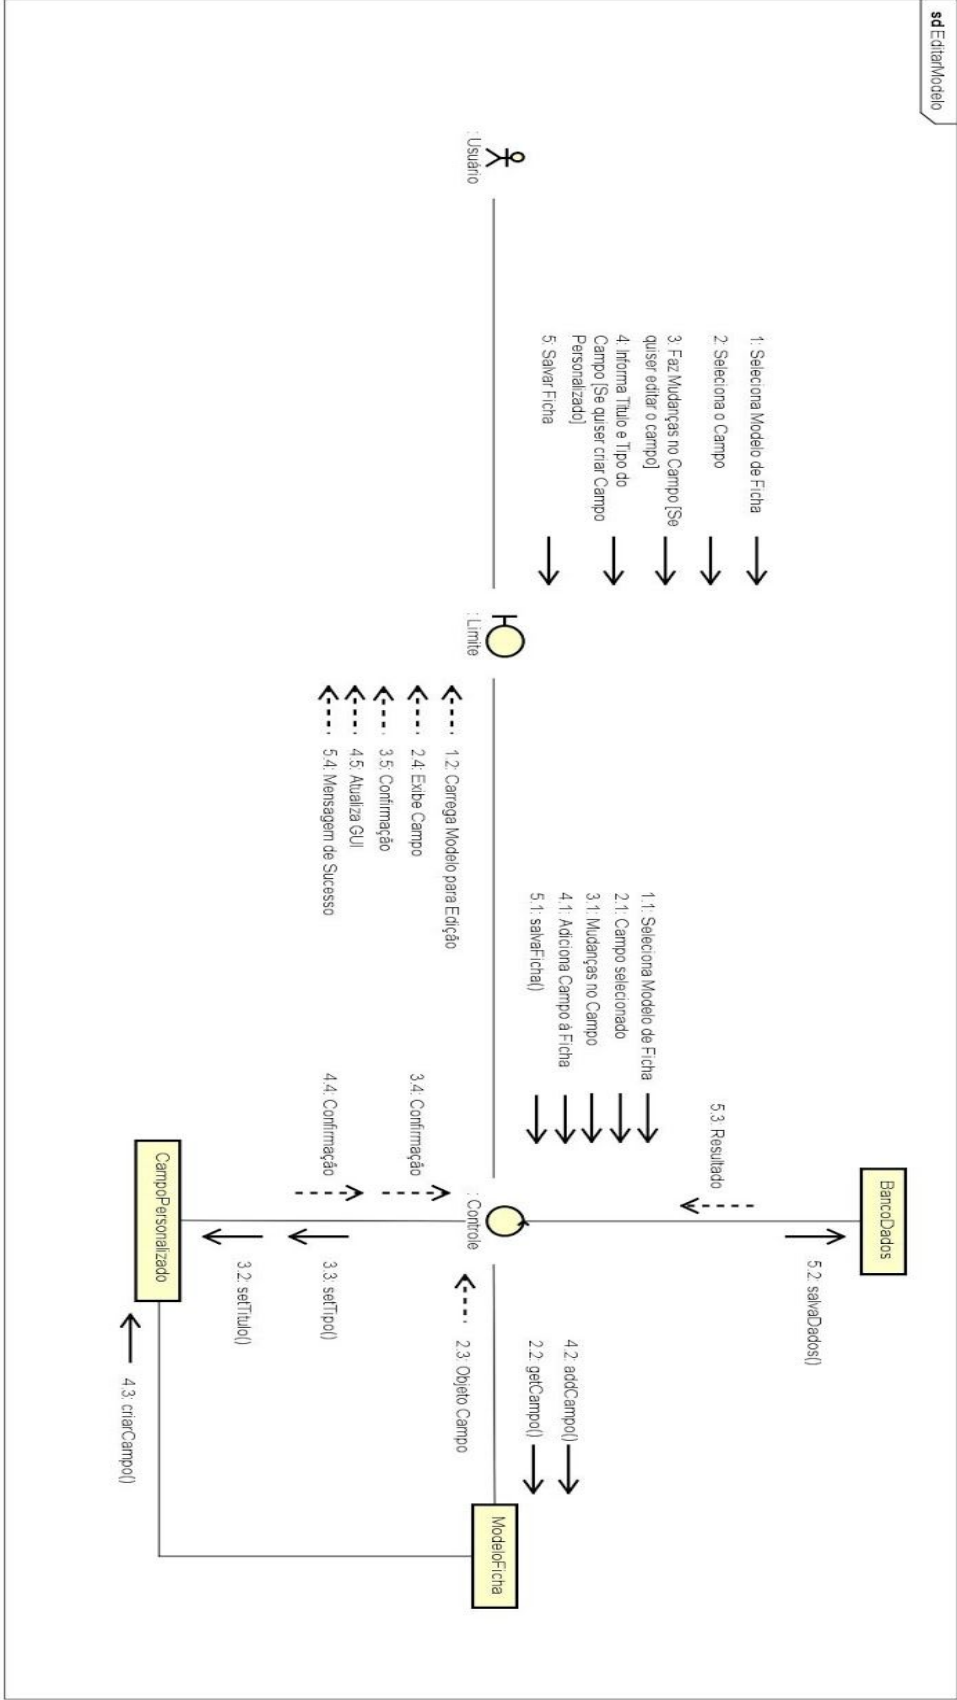 sd EditarModelo
: Usuário
1: Seleciona Modelo de Ficha
2: Seleciona o Campo
3: Faz Mudanças no Campo [Se
quiser editar o campo]
4: Informa Título e Tipo do
Campo [Se quiser criar Campo
Personalizado]
5: Salvar Ficha
: Limite
1.2: Carrega Modelo para Edição
2.4: Exibe Campo
3.5: Confirmação
4.5: Atualiza GUI
5.4: Mensagem de Sucesso
1.1: Seleciona Modelo de Ficha
2.1: Campo selecionado
3.1: Mudanças no Campo
4.1: Adiciona Campo à Ficha
5.1: salvaFicha()
BancoDados
5.3: Resultado
5.2: salvaDados()
: Controle
3.4: Confirmação
4.4: Confirmação
3.3: setTipo()
3.2: setTitulo()
CampoPersonalizado
4.3: criarCampo()
4.2: addCampo()
2.2: getCampo()
2.3: Objeto Campo
ModeloFicha